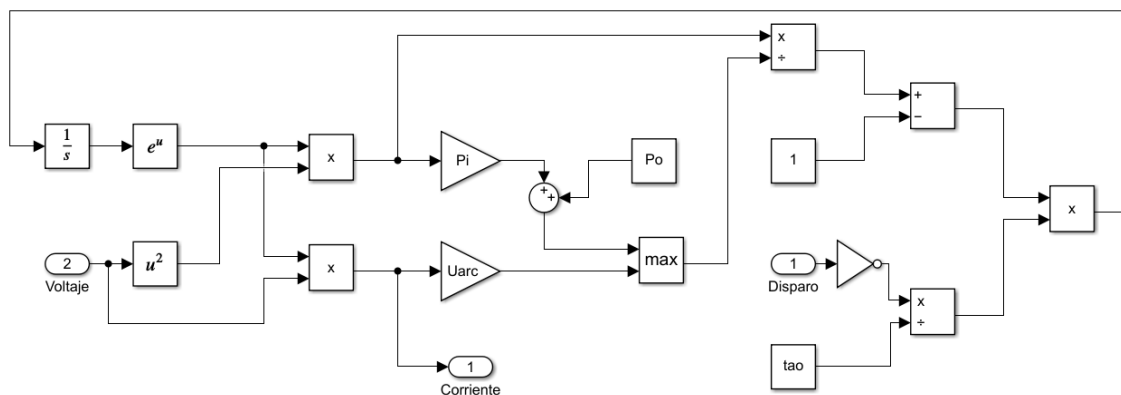 x
÷
+
−
1
s
e^u
x
Pi
+
+
Po
1
x
2
Voltaje
u^2
x
Uarc
max
1
Disparo
x
÷
1
Corriente
tao